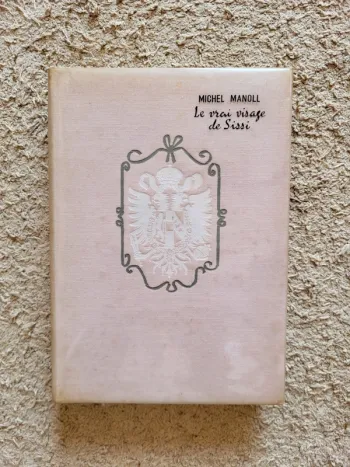 MICHEL MANOLL
Le vrai visage
de Sissi